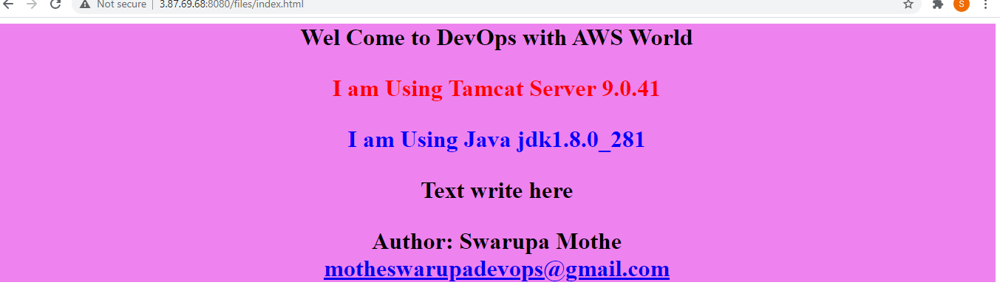 Not secure | 3.87.69.68:8080/files/index.html
S
Wel Come to DevOps with AWS World
I am Using Tamcat Server 9.0.41
I am Using Java jdk1.8.0_281
Text write here
Author: Swarupa Mothe
motheswarupadevops@gmail.com